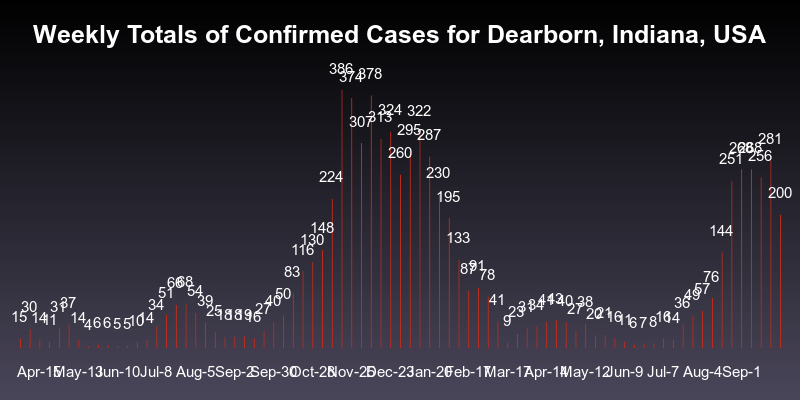 Weekly Totals of Confirmed Cases for Dearborn, Indiana, USA
386 374 307 378 313 324 260 295 322 287 230 195 133 87 91 78 41 9 23 31 34 41 43 40 27 38 20 21 16 11 6 7 8 16 14 36 49 57 76 144 251 268 268 256 281 200
15 30 14 11 31 37 14 4 6 6 5 5 10 14 34 51 66 68 54 39 25 18 18 19 16 27 40 50 83 116 130 148 224
Apr-15 May-13 Jun-10 Jul-8 Aug-5 Sep-2 Sep-30 Oct-28 Nov-25 Dec-23 Jan-20 Feb-17 Mar-17 Apr-14 May-12 Jun-9 Jul-7 Aug-4 Sep-1